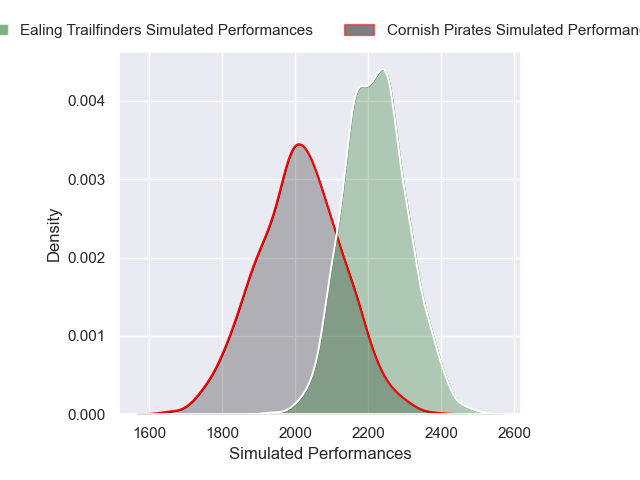 Ealing Trailfinders Simulated Performances
Cornish Pirates Simulated
Density
0.004
0.003
0.002
0.001
0.000
1600 1800 2000 2200 2400 2600
Simulated Performances